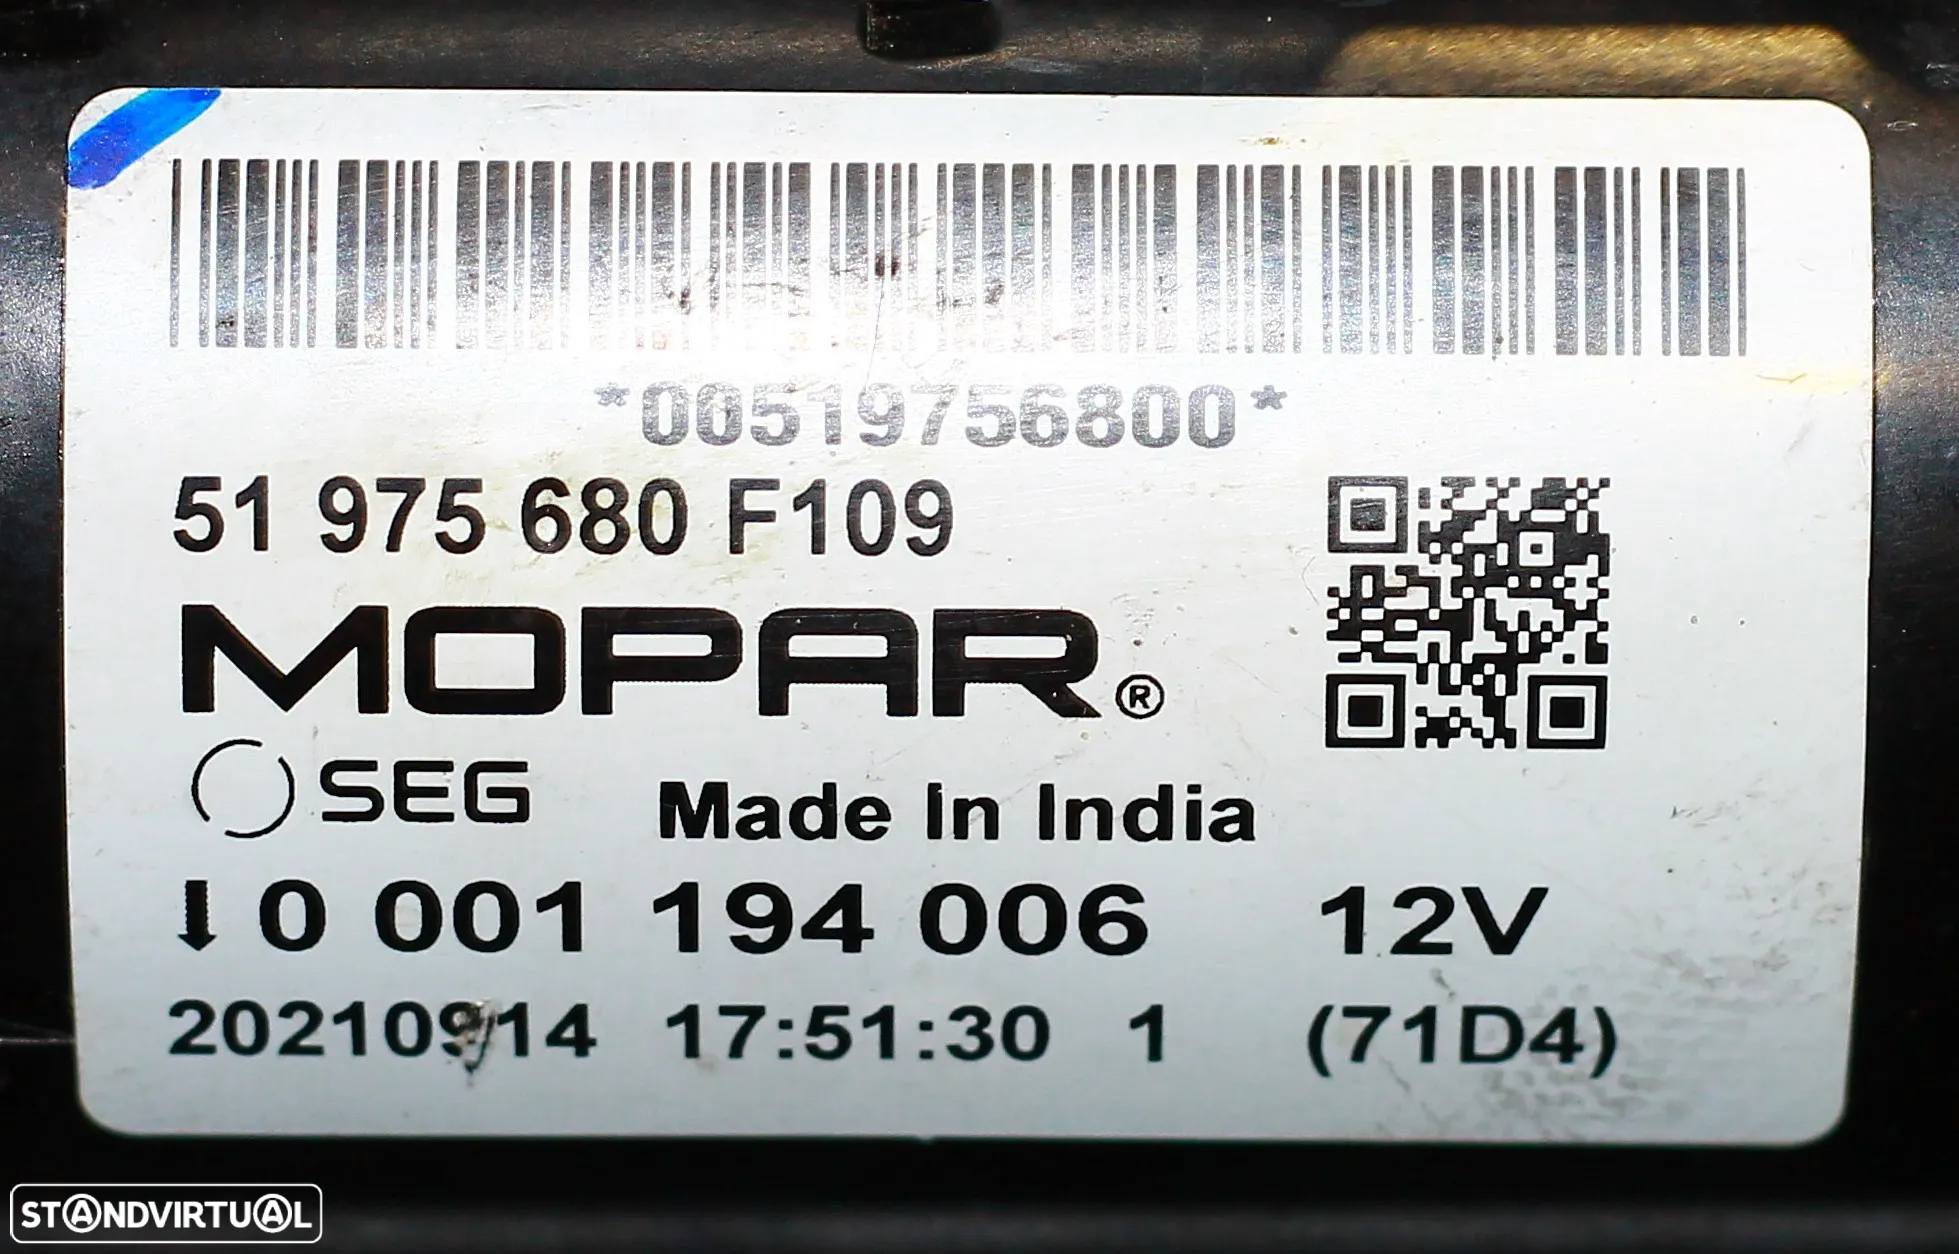 *00519756800*
51 975 680 F109
MOPAR®
SEG Made In India
0 001 194 006 12V
20210914 17:51:30 1 (71D4)
STANDVIRTUAL